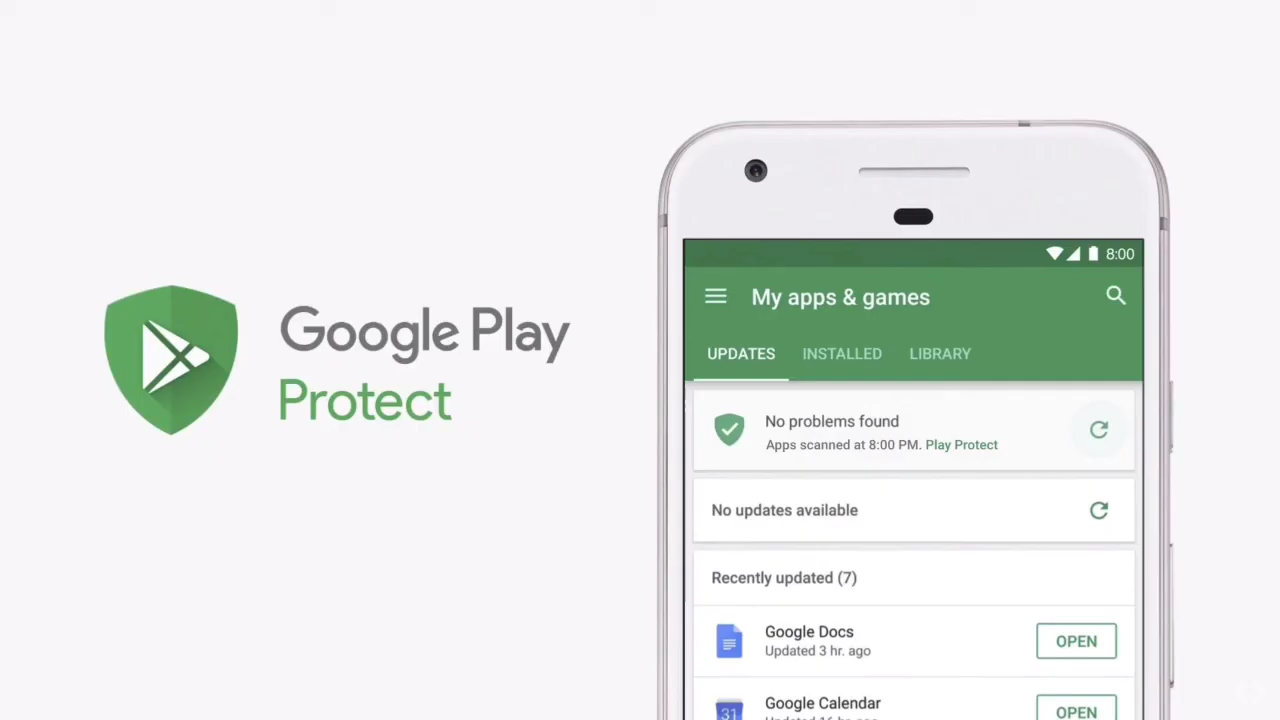 Google Play
Protect
8:00
My apps & games
UPDATES INSTALLED LIBRARY
No problems found
Apps scanned at 8:00 PM. Play Protect
No updates available
Recently updated (7)
Google Docs
Updated 3 hr. ago
OPEN
Google Calendar
31
OPEN